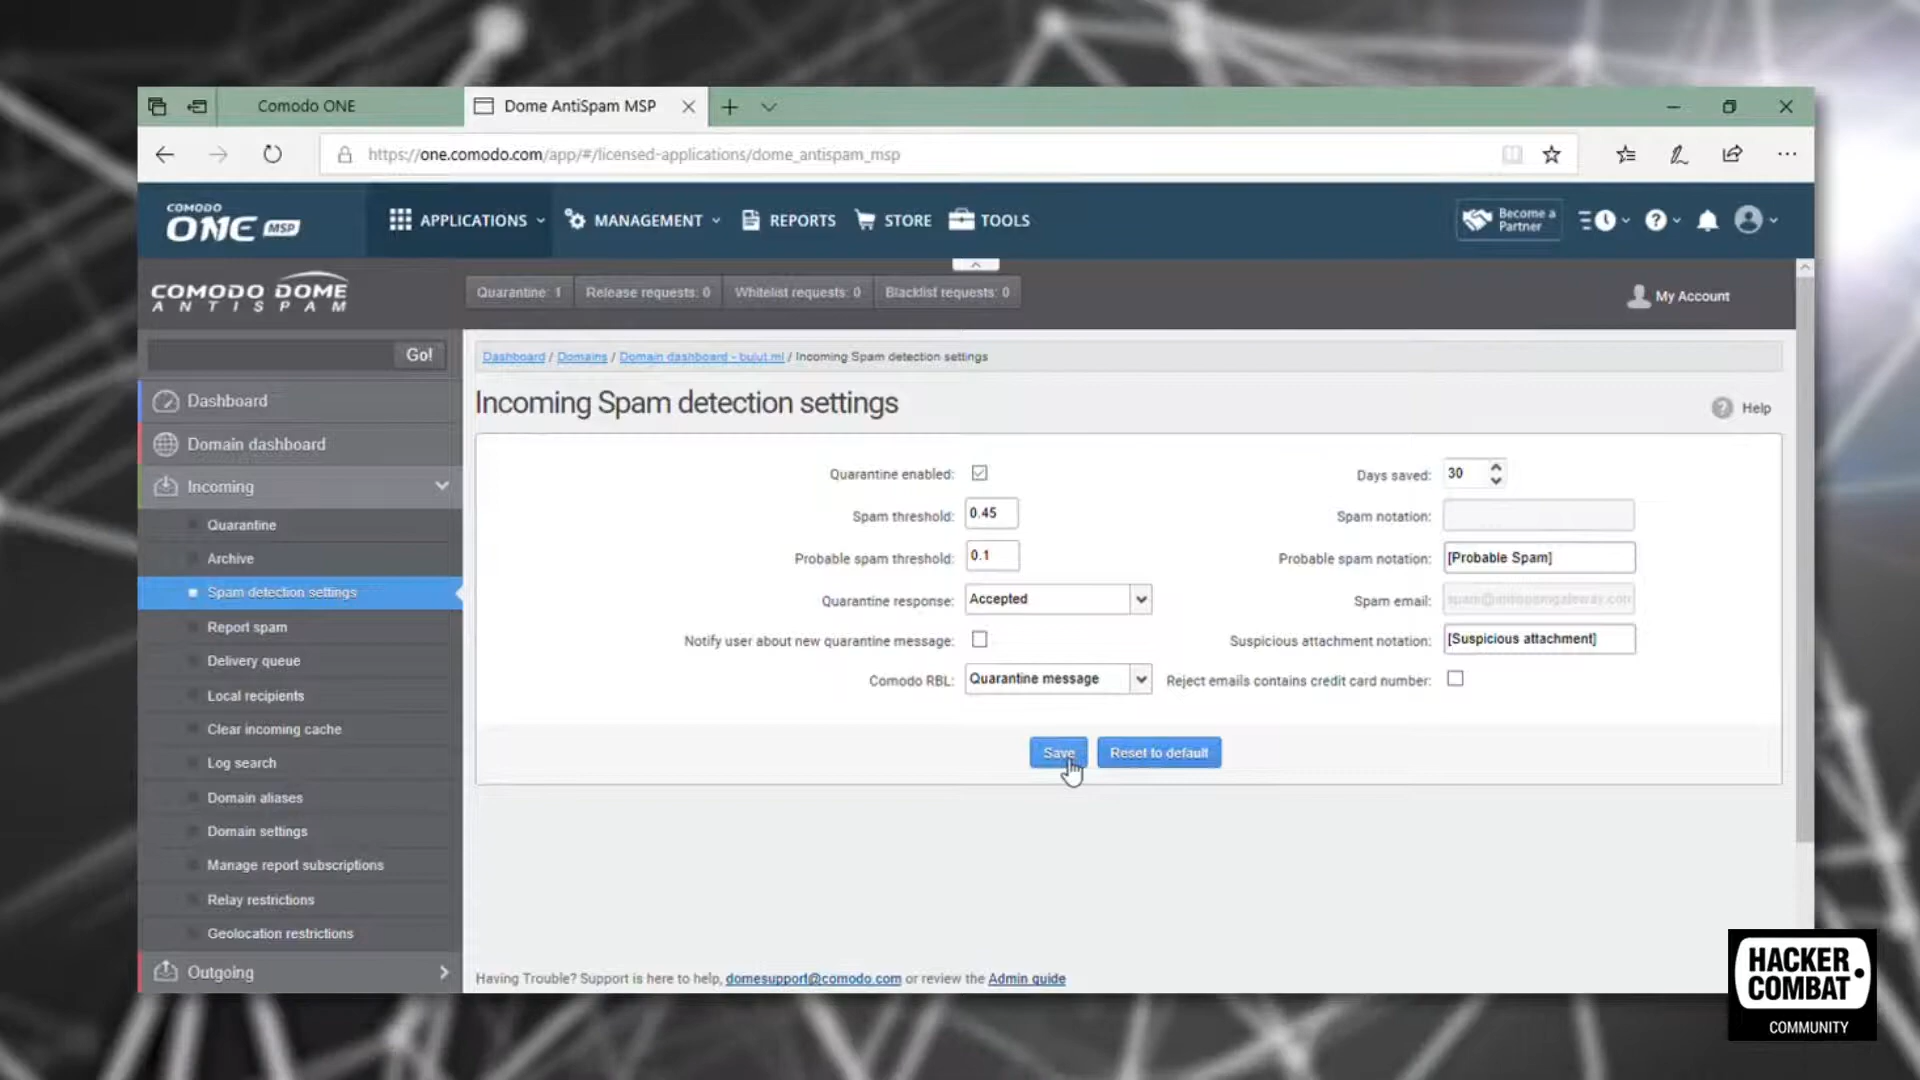 Comodo ONE
Dome AntiSpam MSP
https://one.comodo.com/app/#/licensed-applications/dome_antispam_msp
COMODO
ONE MSP
APPLICATIONS
MANAGEMENT
REPORTS
STORE
TOOLS
Become a
Partner
COMODO DOME
ANTISPAM
Quarantine: 1
Release requests: 0
Whitelist requests: 0
Blacklist requests: 0
My Account
Go!
Dashboard / Domains / Domain dashboard - bulut.ml / Incoming Spam detection settings
Dashboard
Domain dashboard
Incoming
Quarantine
Archive
Spam detection settings
Report spam
Delivery queue
Local recipients
Clear incoming cache
Log search
Domain aliases
Domain settings
Manage report subscriptions
Relay restrictions
Geolocation restrictions
Outgoing
Incoming Spam detection settings
Help
Quarantine enabled:
Days saved: 30
Spam threshold: 0.45
Spam notation:
Probable spam threshold: 0.1
Probable spam notation: [Probable Spam]
Quarantine response: Accepted
Spam email:
Notify user about new quarantine message:
Suspicious attachment notation: [Suspicious attachment]
Comodo RBL: Quarantine message
Reject emails contains credit card number:
Save
Reset to default
Having Trouble? Support is here to help, domesupport@comodo.com or review the Admin guide
HACKER
COMBAT
COMMUNITY